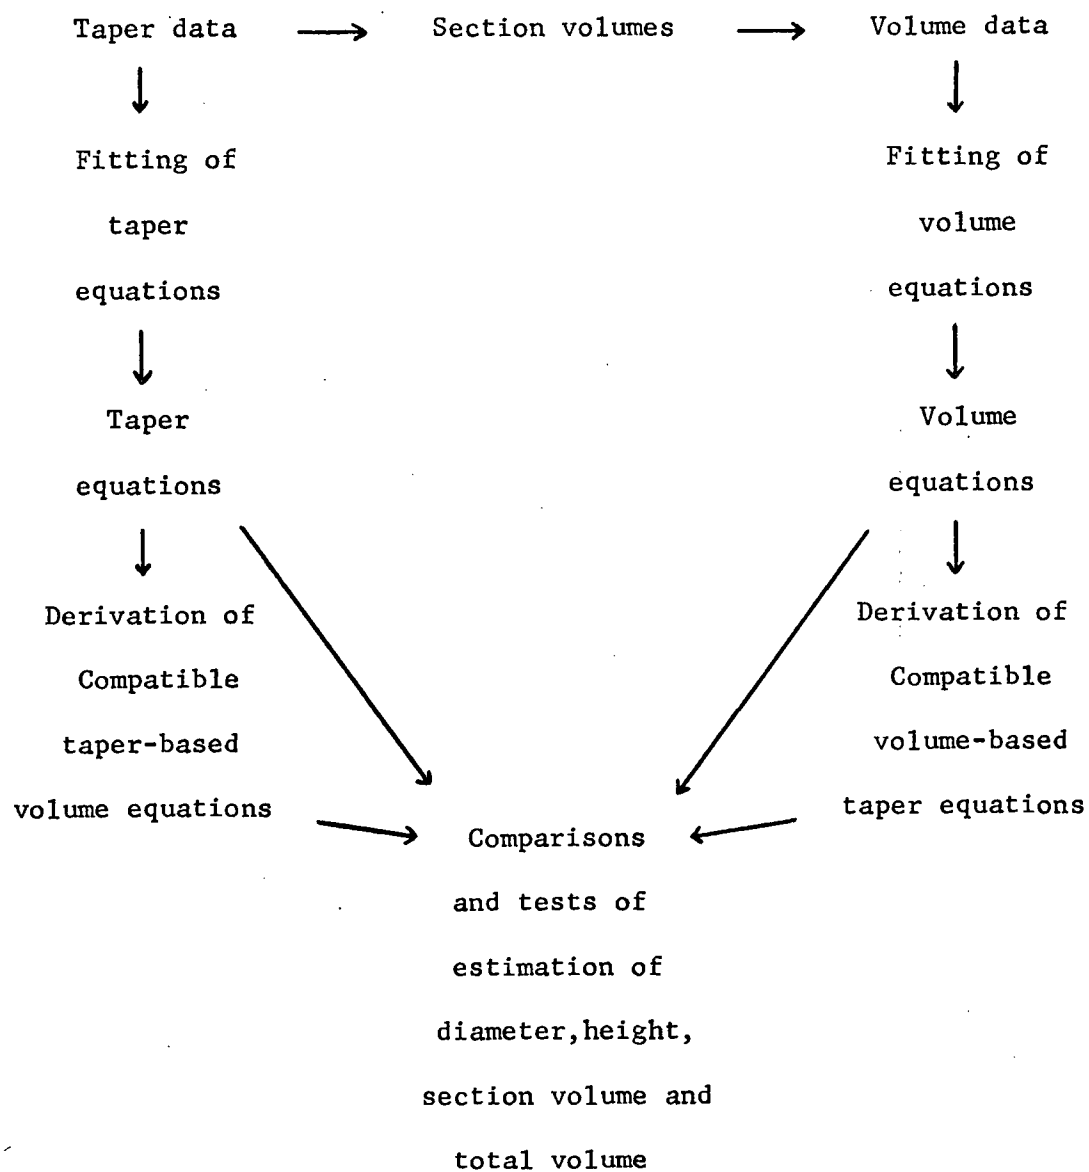 Taper data
Section volumes
Volume data
Fitting of
taper
equations
Taper
equations
Derivation of
Compatible
taper-based
volume equations
Fitting of
volume
equations
Volume
equations
Derivation of
Compatible
volume-based
taper equations
Comparisons
and tests of
estimation of
diameter,height,
section volume and
total volume